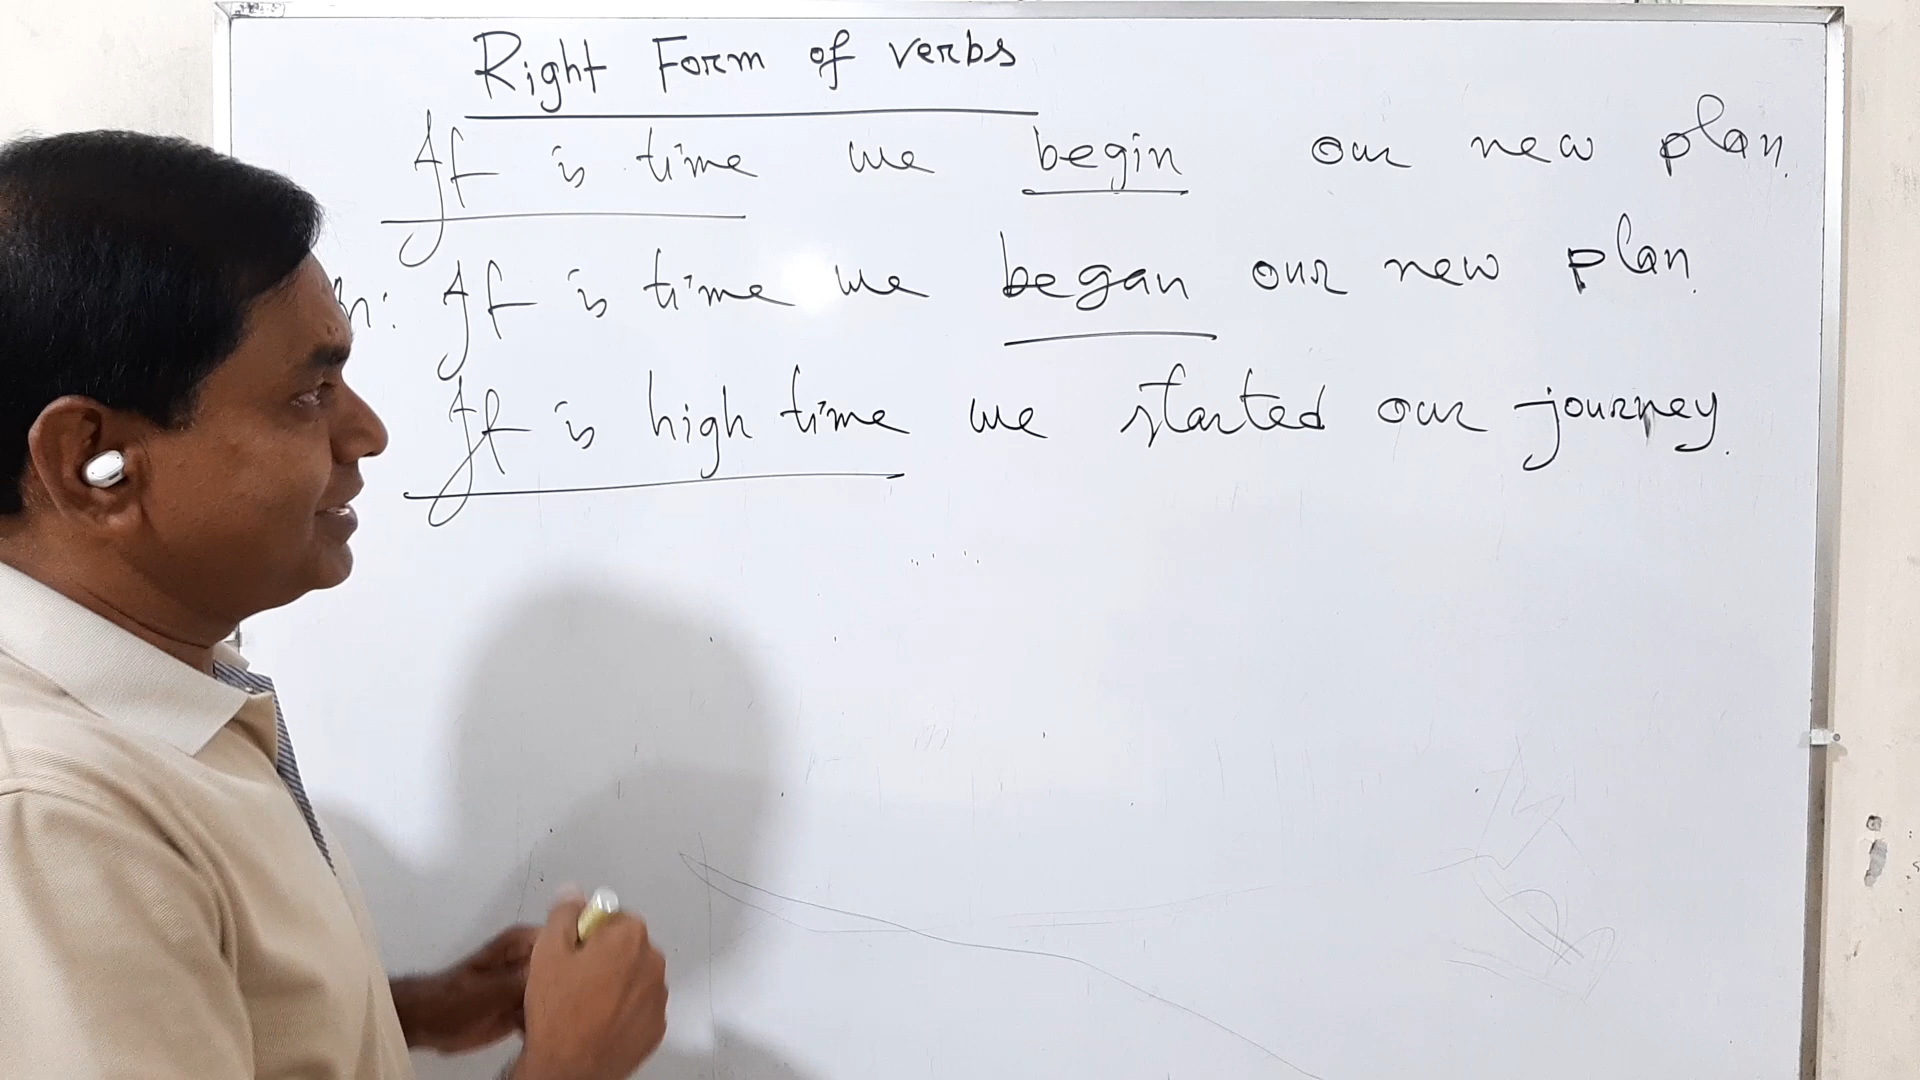 Right Form of verbs
It is time we begin our new plan.
n: It is time we began our new plan.
It is high time we started our journey.